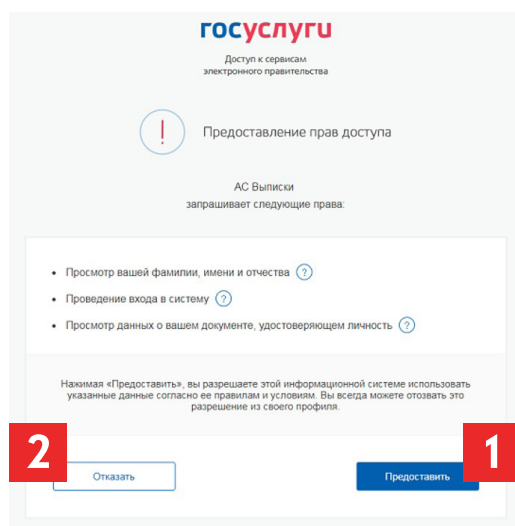 госуслуги
Доступ к сервисам
электронного правительства
!
Предоставление прав доступа
АС Выписки
запрашивает следующие права:
• Просмотр вашей фамилии, имени и отчества ?
• Проведение входа в систему ?
• Просмотр данных о вашем документе, удостоверяющем личность ?
Нажимая «Предоставить», вы разрешаете этой информационной системе использовать
указанные данные согласно ее правилам и условиям. Вы всегда можете отозвать это
разрешение из своего профиля.
2
1
Отказать
Предоставить